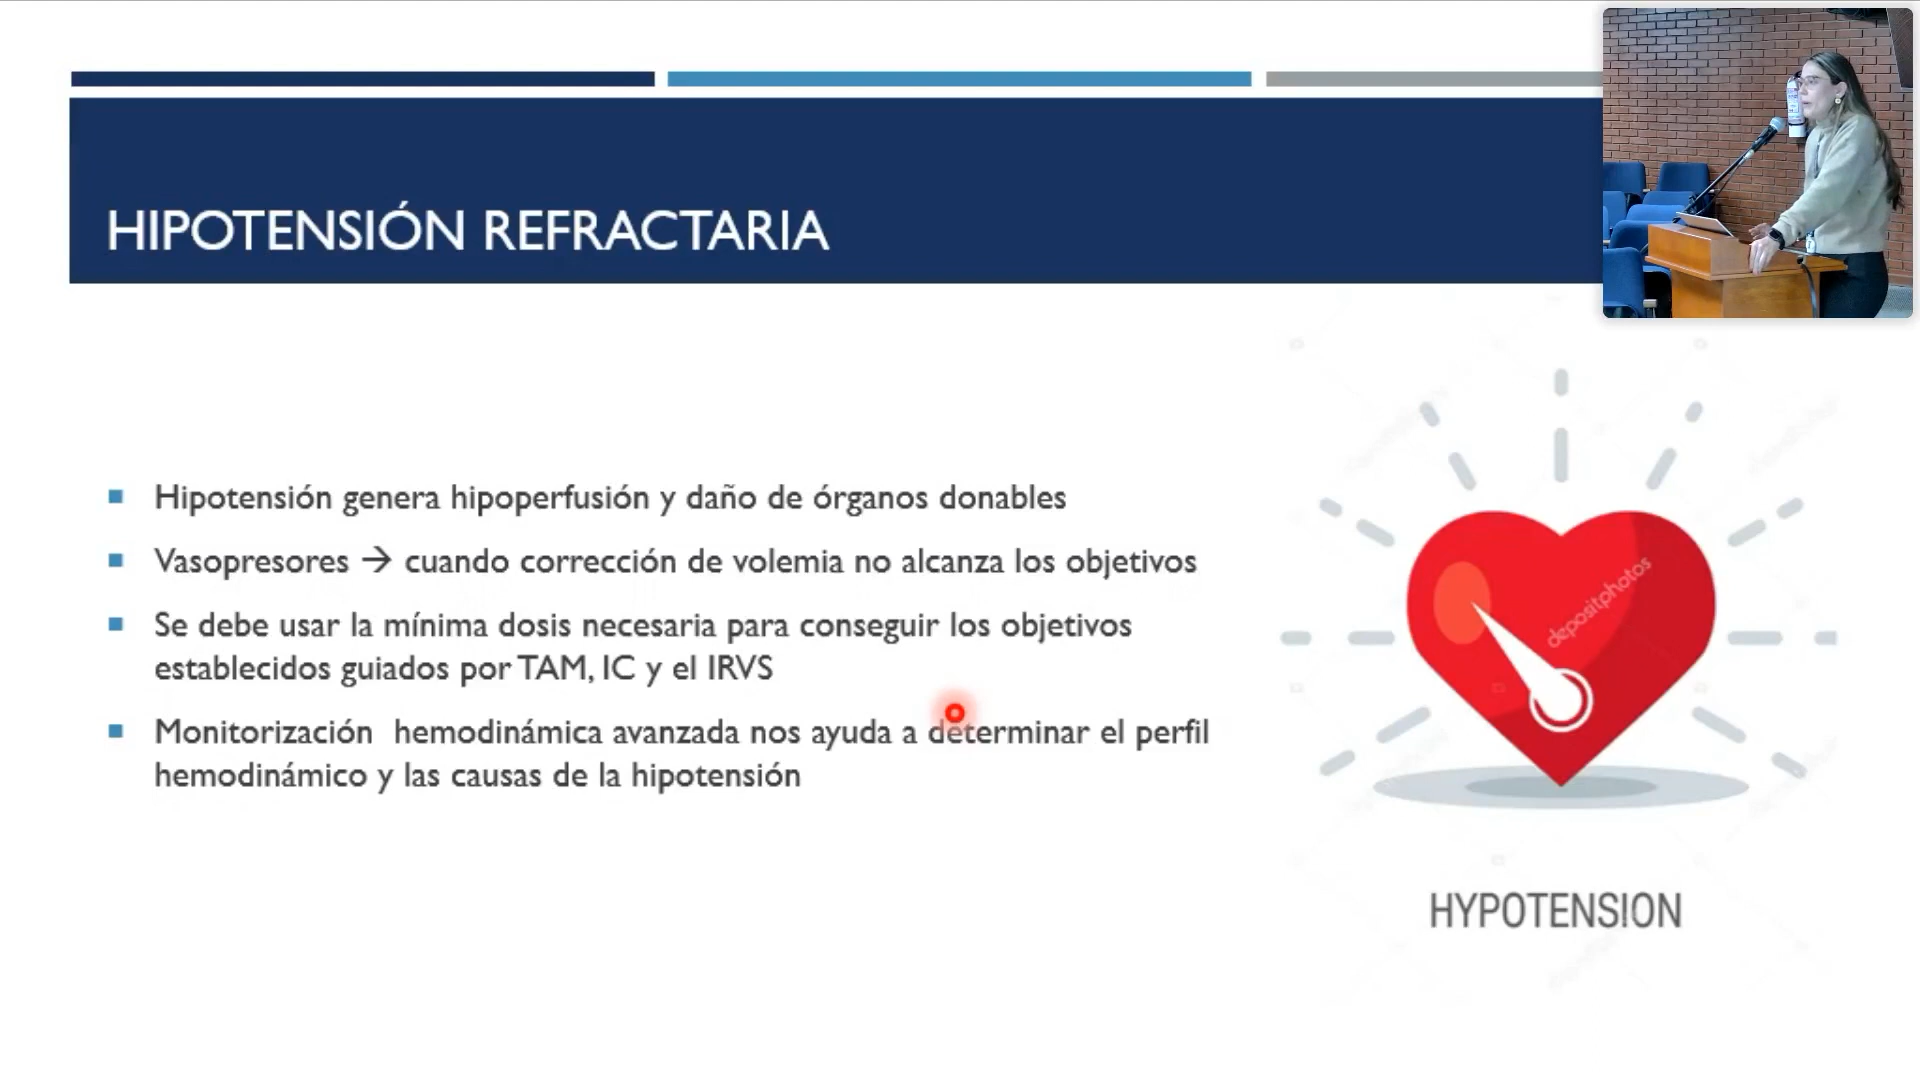 HIPOTENSIÓN REFRACTARIA
Hipotensión genera hipoperfusión y daño de órganos donables
Vasopresores → cuando corrección de volemia no alcanza los objetivos
Se debe usar la mínima dosis necesaria para conseguir los objetivos
establecidos guiados por TAM, IC y el IRVS
Monitorización hemodinámica avanzada nos ayuda a determinar el perfil
hemodinámico y las causas de la hipotensión
depositphotos
HYPOTENSION